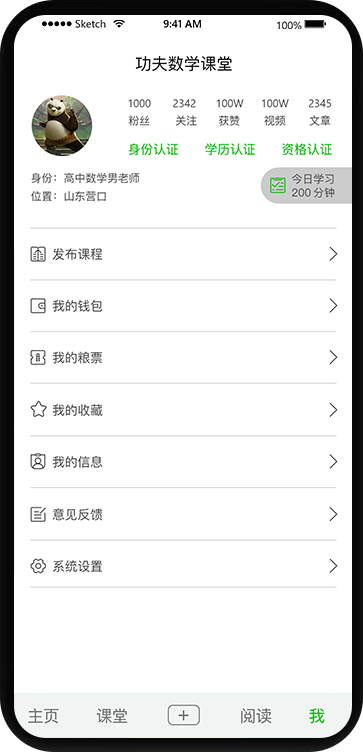 Sketch 9:41 AM 100%
功夫数学课堂
1000 2342 100W 100W 2345
粉丝 关注 获赞 视频 文章
身份认证 学历认证 资格认证
身份：高中数学男老师
位置：山东营口
今日学习
200 分钟
发布课程
我的钱包
我的粮票
我的收藏
我的信息
意见反馈
系统设置
主页 课堂 阅读 我